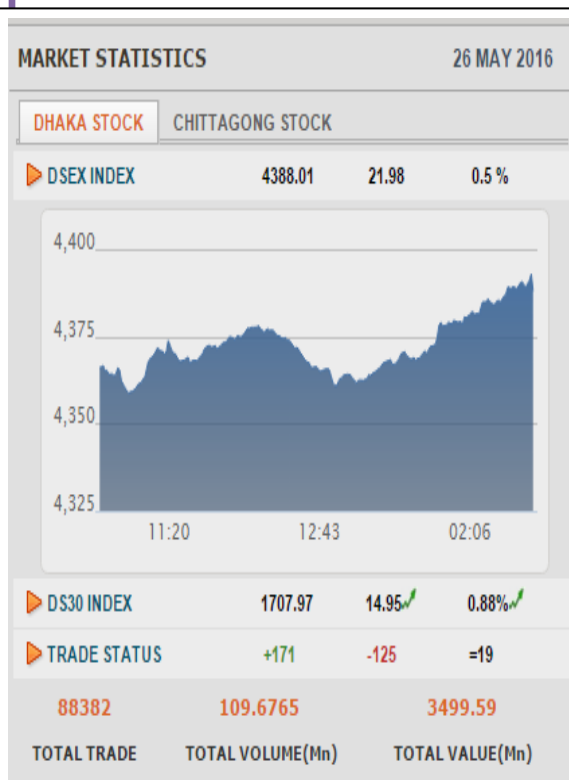 MARKET STATISTICS 26 MAY 2016
DHAKA STOCK CHITTAGONG STOCK
DSEX INDEX 4388.01 21.98 0.5 %
4,400
4,375
4,350
4,325
11:20 12:43 02:06
DS30 INDEX 1707.97 14.95 0.88%
TRADE STATUS +171 -125 =19
88382 109.6765 3499.59
TOTAL TRADE TOTAL VOLUME(Mn) TOTAL VALUE(Mn)